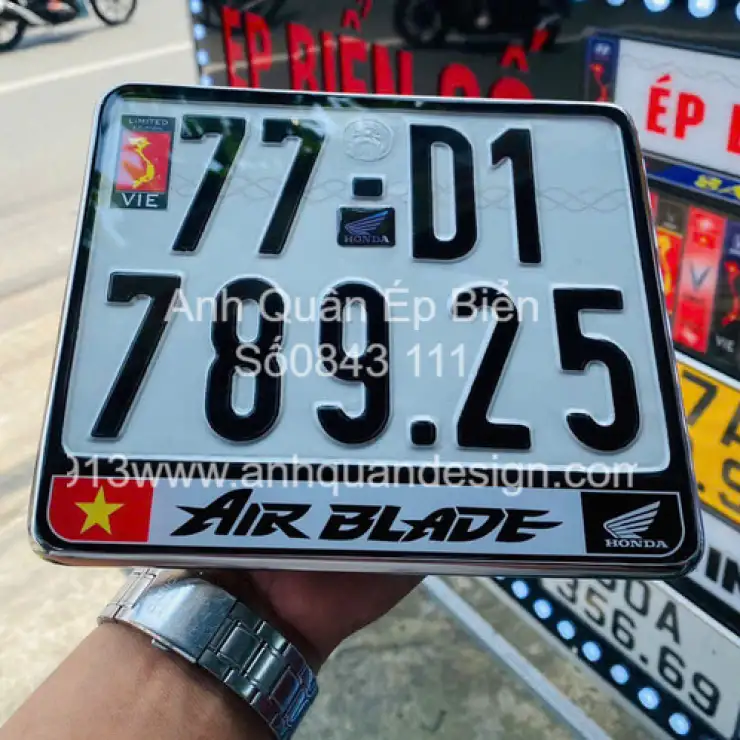 ÉP BIỂN SỐ
ÉP B
LIMITED
EDITION
VIE
77-D1
HONDA
789.25
Anh Quân Ép Biển
Số0843 111
913www.anhquandesign.com
AIR BLADE
HONDA
VIE
356.69